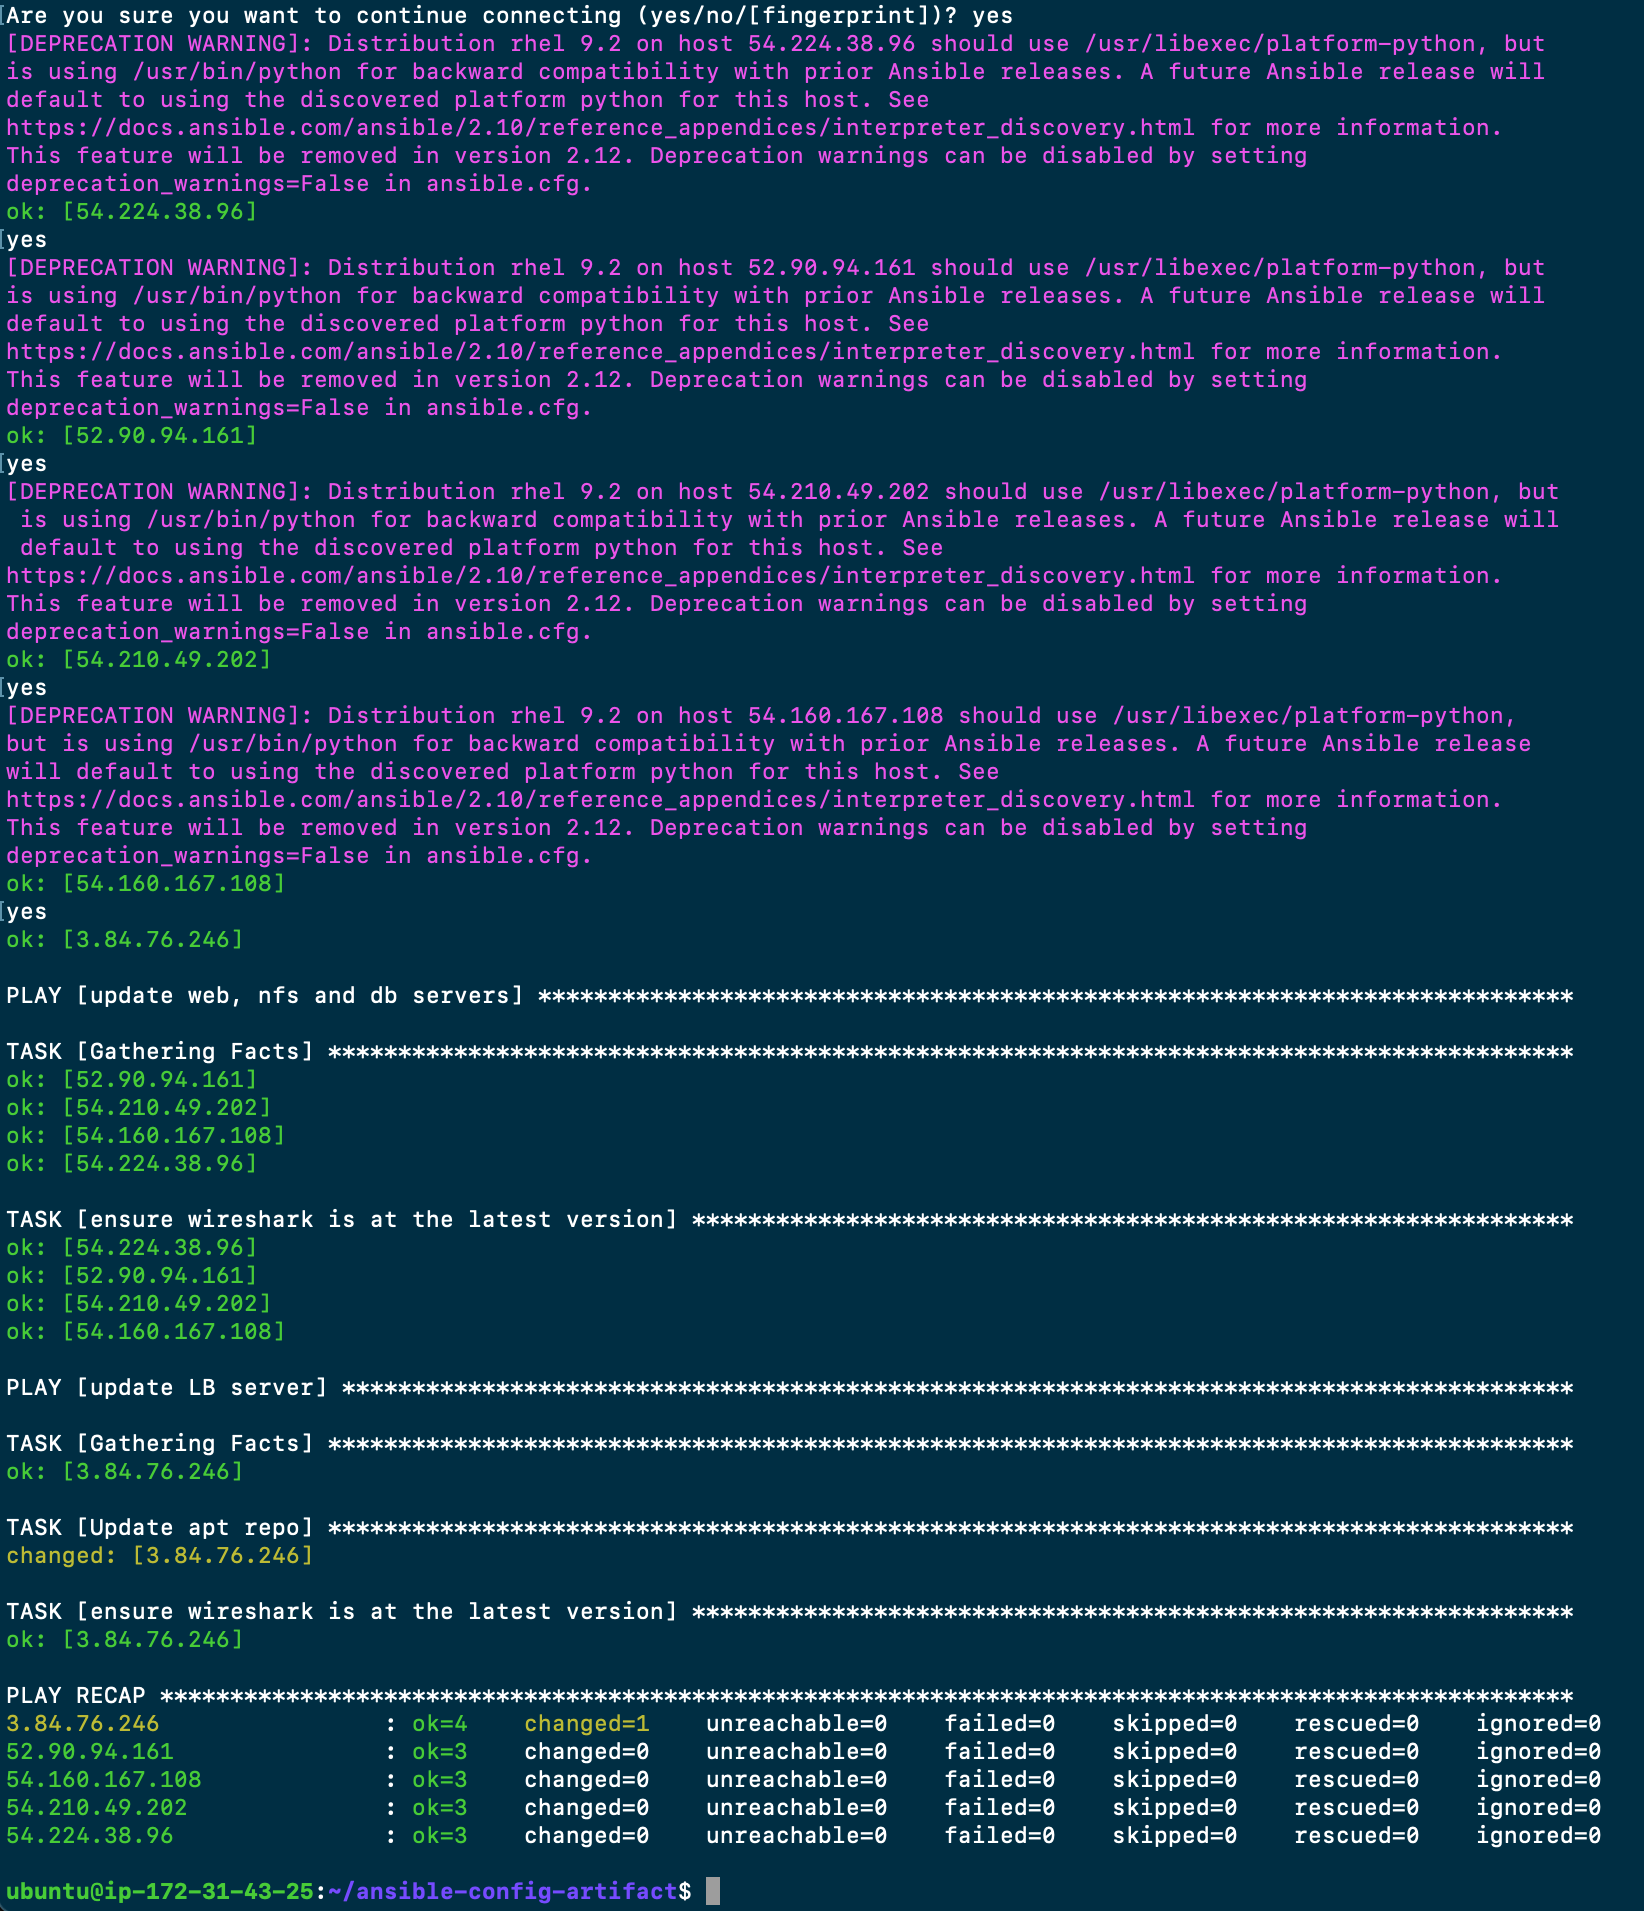 Are you sure you want to continue connecting (yes/no/[fingerprint])? yes
[DEPRECATION WARNING]: Distribution rhel 9.2 on host 54.224.38.96 should use /usr/libexec/platform-python, but
is using /usr/bin/python for backward compatibility with prior Ansible releases. A future Ansible release will
default to using the discovered platform python for this host. See
https://docs.ansible.com/ansible/2.10/reference_appendices/interpreter_discovery.html for more information.
This feature will be removed in version 2.12. Deprecation warnings can be disabled by setting
deprecation_warnings=False in ansible.cfg.
ok: [54.224.38.96]
yes
[DEPRECATION WARNING]: Distribution rhel 9.2 on host 52.90.94.161 should use /usr/libexec/platform-python, but
is using /usr/bin/python for backward compatibility with prior Ansible releases. A future Ansible release will
default to using the discovered platform python for this host. See
https://docs.ansible.com/ansible/2.10/reference_appendices/interpreter_discovery.html for more information.
This feature will be removed in version 2.12. Deprecation warnings can be disabled by setting
deprecation_warnings=False in ansible.cfg.
ok: [52.90.94.161]
yes
[DEPRECATION WARNING]: Distribution rhel 9.2 on host 54.210.49.202 should use /usr/libexec/platform-python, but
 is using /usr/bin/python for backward compatibility with prior Ansible releases. A future Ansible release will
 default to using the discovered platform python for this host. See
https://docs.ansible.com/ansible/2.10/reference_appendices/interpreter_discovery.html for more information.
This feature will be removed in version 2.12. Deprecation warnings can be disabled by setting
deprecation_warnings=False in ansible.cfg.
ok: [54.210.49.202]
yes
[DEPRECATION WARNING]: Distribution rhel 9.2 on host 54.160.167.108 should use /usr/libexec/platform-python,
but is using /usr/bin/python for backward compatibility with prior Ansible releases. A future Ansible release
will default to using the discovered platform python for this host. See
https://docs.ansible.com/ansible/2.10/reference_appendices/interpreter_discovery.html for more information.
This feature will be removed in version 2.12. Deprecation warnings can be disabled by setting
deprecation_warnings=False in ansible.cfg.
ok: [54.160.167.108]
yes
ok: [3.84.76.246]

PLAY [update web, nfs and db servers] **************************************************************************

TASK [Gathering Facts] *****************************************************************************************
ok: [52.90.94.161]
ok: [54.210.49.202]
ok: [54.160.167.108]
ok: [54.224.38.96]

TASK [ensure wireshark is at the latest version] ***************************************************************
ok: [54.224.38.96]
ok: [52.90.94.161]
ok: [54.210.49.202]
ok: [54.160.167.108]

PLAY [update LB server] ****************************************************************************************

TASK [Gathering Facts] *****************************************************************************************
ok: [3.84.76.246]

TASK [Update apt repo] *****************************************************************************************
changed: [3.84.76.246]

TASK [ensure wireshark is at the latest version] ***************************************************************
ok: [3.84.76.246]

PLAY RECAP *****************************************************************************************************
3.84.76.246                : ok=4    changed=1    unreachable=0    failed=0    skipped=0    rescued=0    ignored=0
52.90.94.161               : ok=3    changed=0    unreachable=0    failed=0    skipped=0    rescued=0    ignored=0
54.160.167.108             : ok=3    changed=0    unreachable=0    failed=0    skipped=0    rescued=0    ignored=0
54.210.49.202              : ok=3    changed=0    unreachable=0    failed=0    skipped=0    rescued=0    ignored=0
54.224.38.96               : ok=3    changed=0    unreachable=0    failed=0    skipped=0    rescued=0    ignored=0

ubuntu@ip-172-31-43-25:~/ansible-config-artifact$